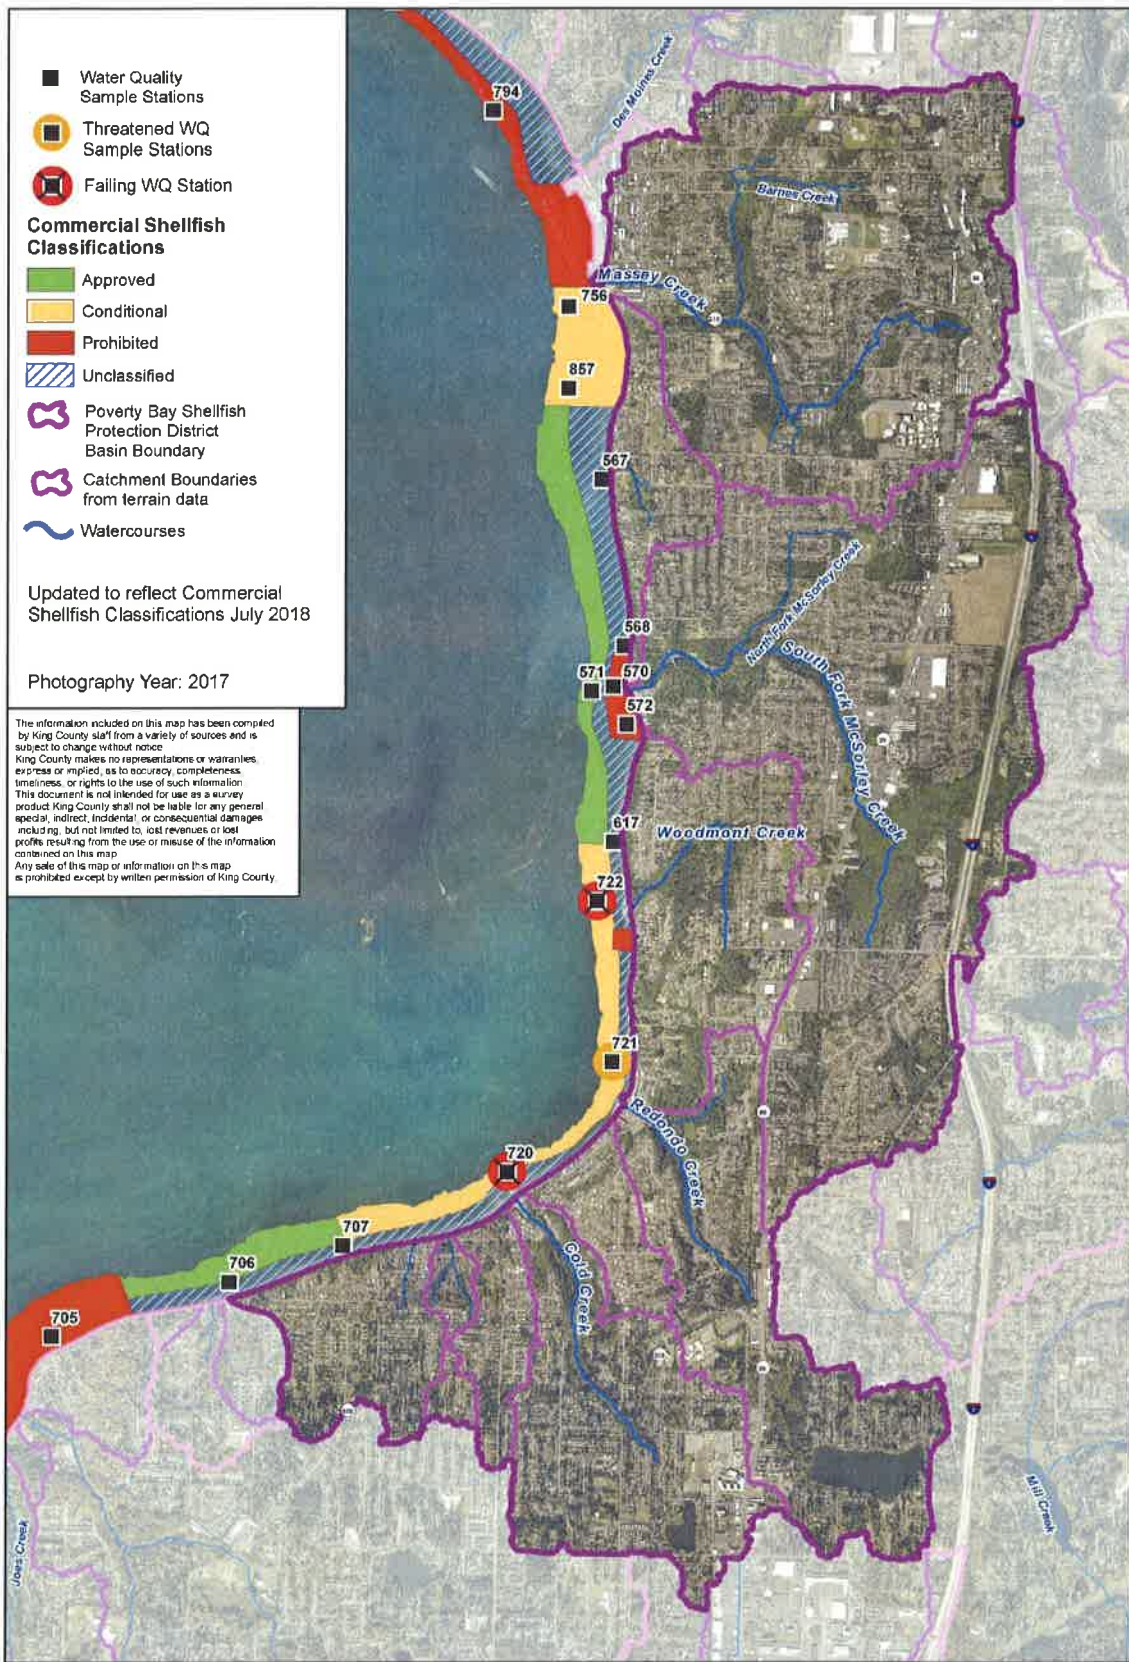 Water Quality
Sample Stations
Threatened WQ
Sample Stations
Failing WQ Station
Commercial Shellfish
Classifications
Approved
Conditional
Prohibited
Unclassified
Poverty Bay Shellfish
Protection District
Basin Boundary
Catchment Boundaries
from terrain data
Watercourses
Updated to reflect Commercial
Shellfish Classifications July 2018
Photography Year: 2017
The information included on this map has been compiled
by King County staff from a variety of sources and is
subject to change without notice
King County makes no representations or warranties,
express or implied, as to accuracy, completeness,
timeliness, or rights to the use of such information
This document is not intended for use as a survey
product King County shall not be liable for any general
special, indirect, incidental, or consequential damages
including, but not limited to, lost revenues or lost
profits resulting from the use or misuse of the information
contained on this map
Any sale of this map or information on this map
is prohibited except by written permission of King County.
794
Des Moines Creek
Barnes Creek
Massey Creek
756
857
567
North Fork McSorley Creek
568
South Fork McSorley Creek
571
570
572
617
Woodmont Creek
722
721
Redondo Creek
720
707
Cold Creek
706
705
Mill Creek
Joes Creek